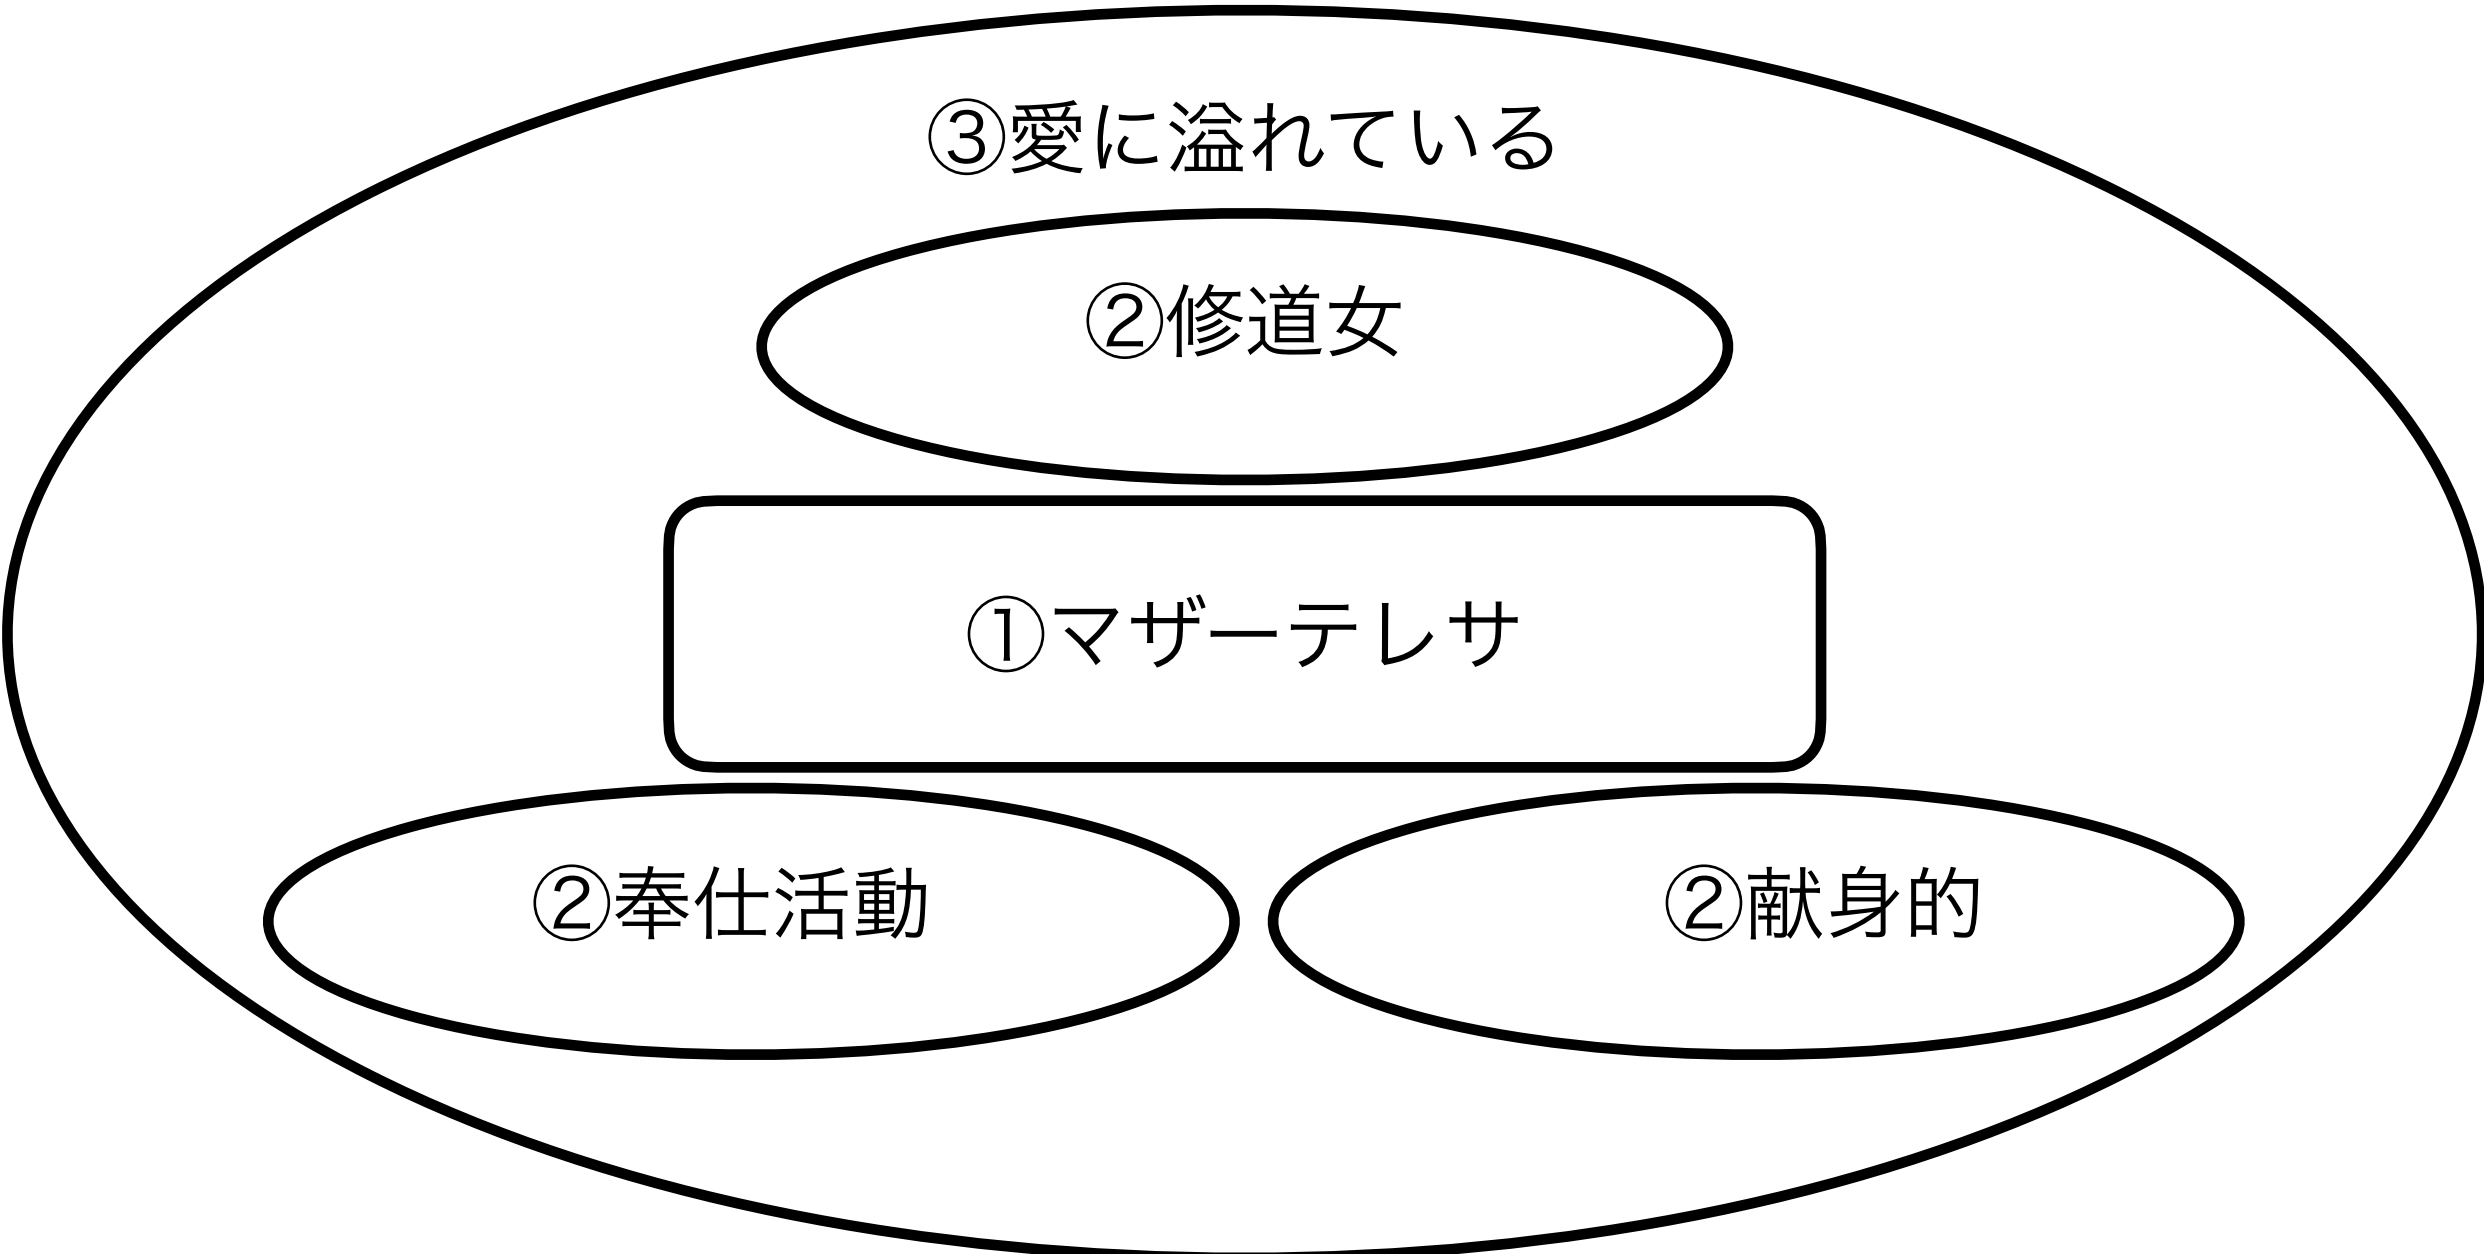 ③愛に溢れている
②修道女
①マザーテレサ
②奉仕活動
②献身的